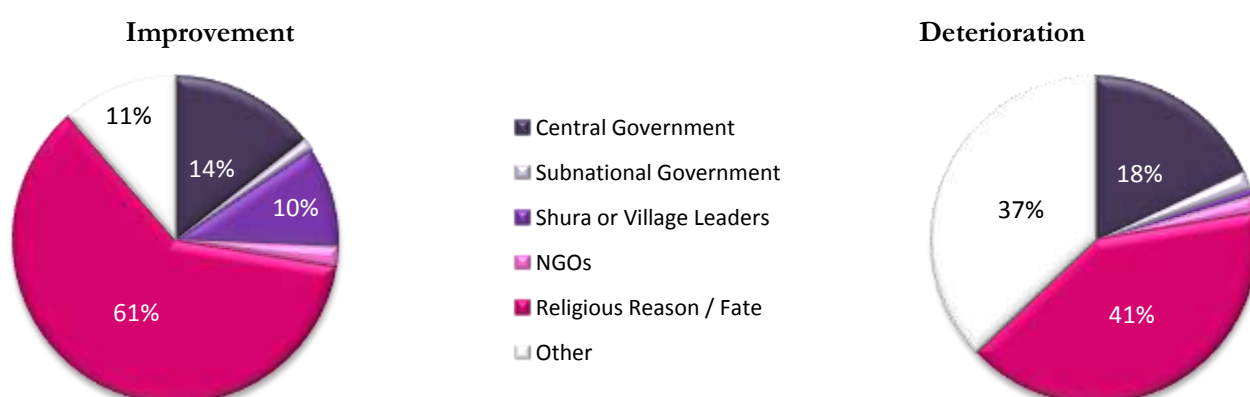 Improvement
Deterioration
11%
14%
10%
61%
Central Government
Subnational Government
Shura or Village Leaders
NGOs
Religious Reason / Fate
Other
18%
37%
41%